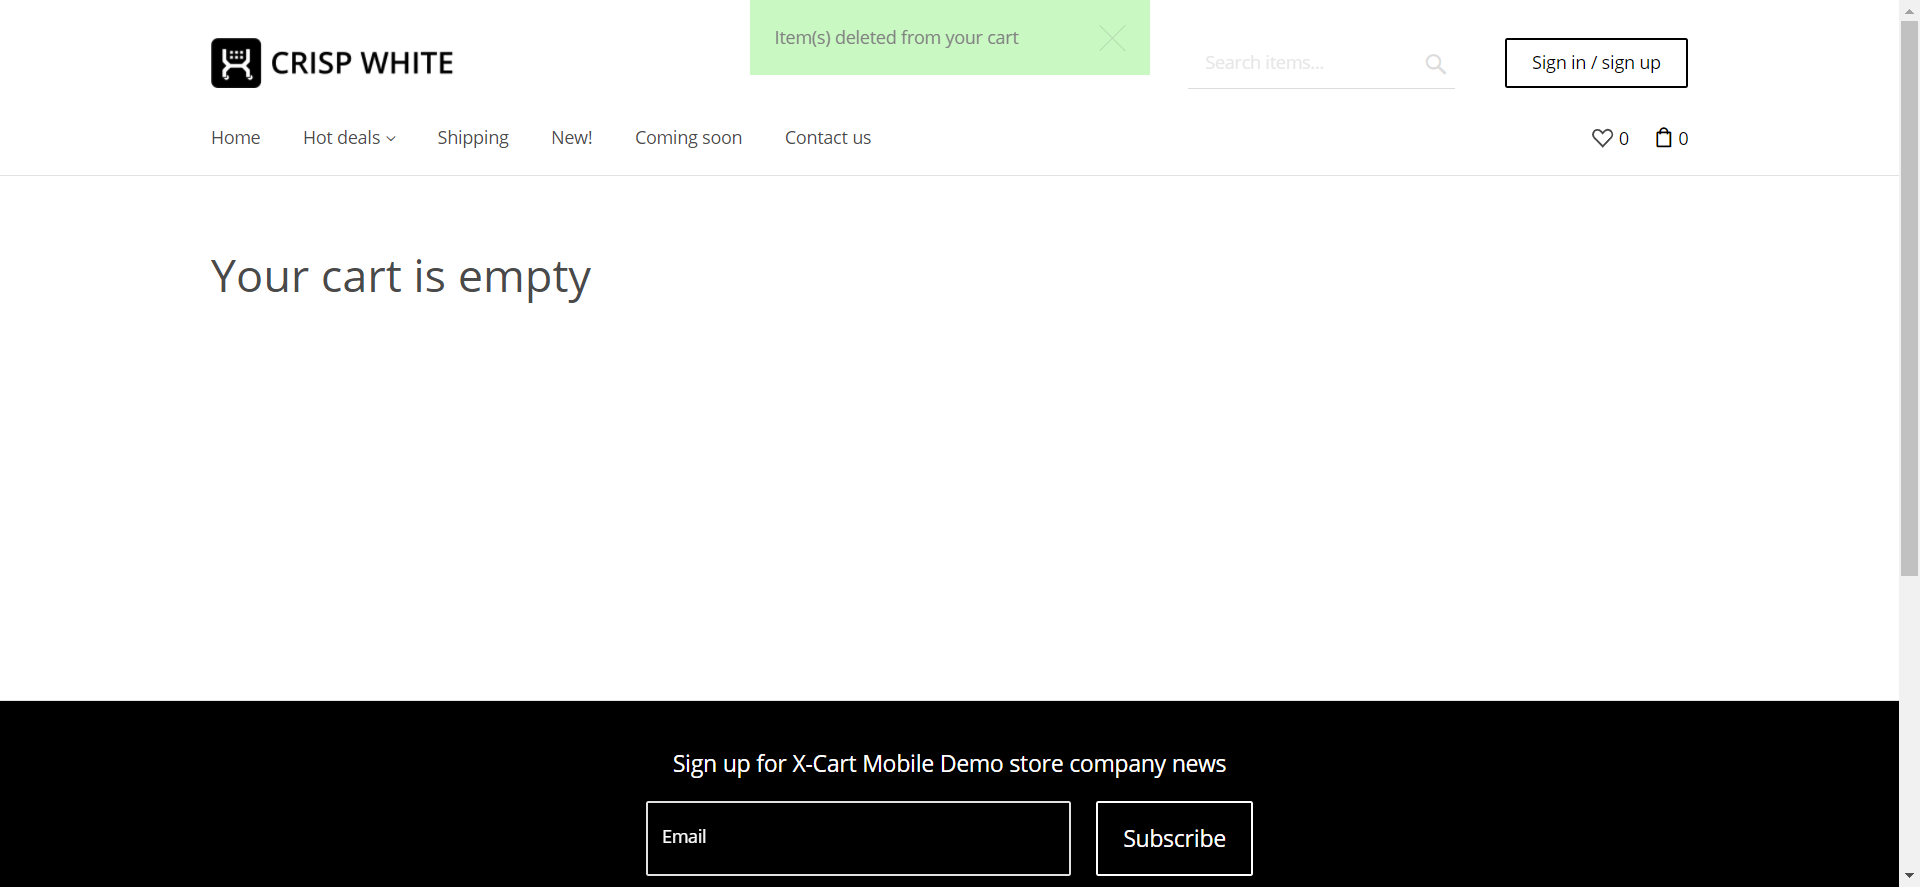 Item(s) deleted from your cart
CRISP WHITE
Search items...
Sign in / sign up
Home
Hot deals
Shipping
New!
Coming soon
Contact us
0
0
Your cart is empty
Sign up for X-Cart Mobile Demo store company news
Email
Subscribe